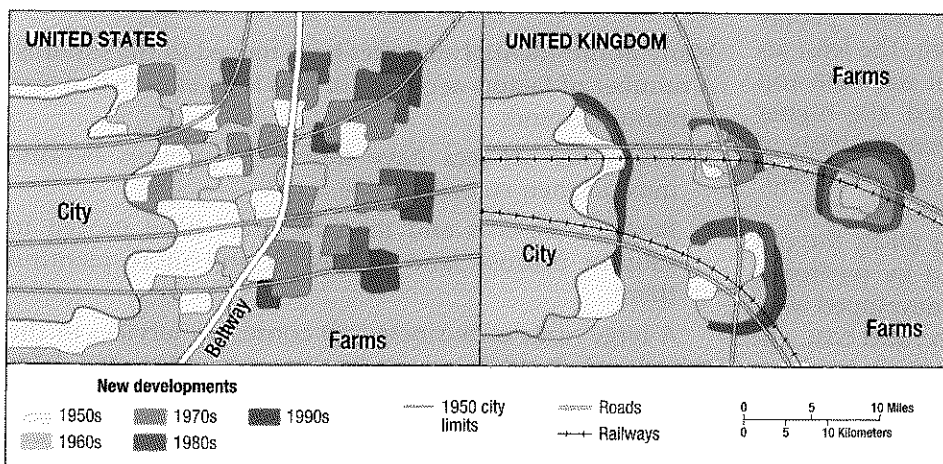 UNITED STATES
City
Beltway
Farms
UNITED KINGDOM
Farms
City
Farms
New developments
1950s
1960s
1970s
1980s
1990s
1950 city
limits
Roads
Railways
0 5 10 Miles
0 5 10 Kilometers